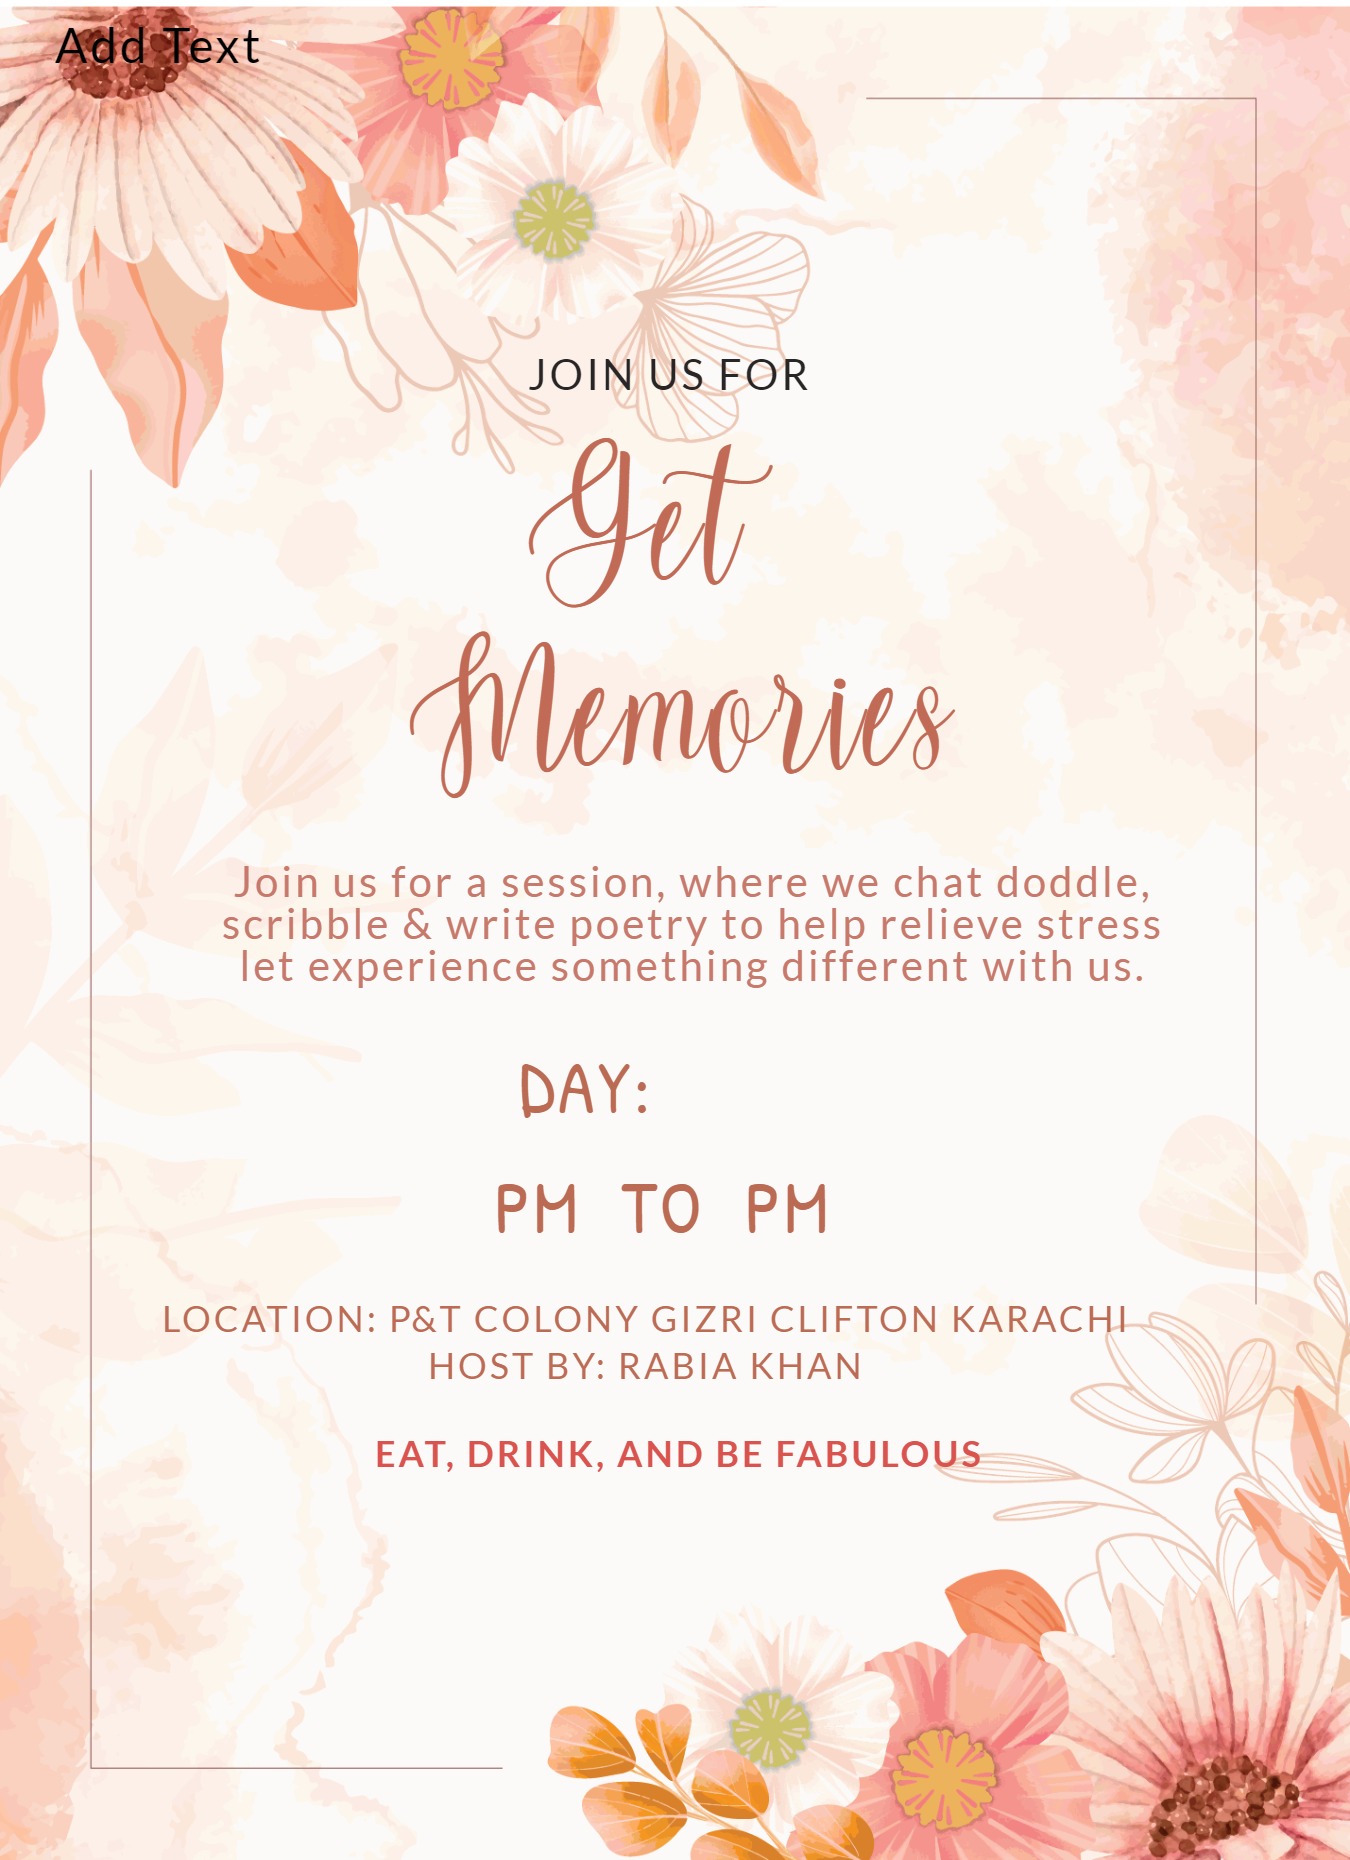 Add Text
JOIN US FOR
Get
Memories
Join us for a session, where we chat doddle,
scribble & write poetry to help relieve stress
let experience something different with us.
DAY:
PM TO PM
LOCATION: P&T COLONY GIZRI CLIFTON KARACHI
HOST BY: RABIA KHAN
EAT, DRINK, AND BE FABULOUS